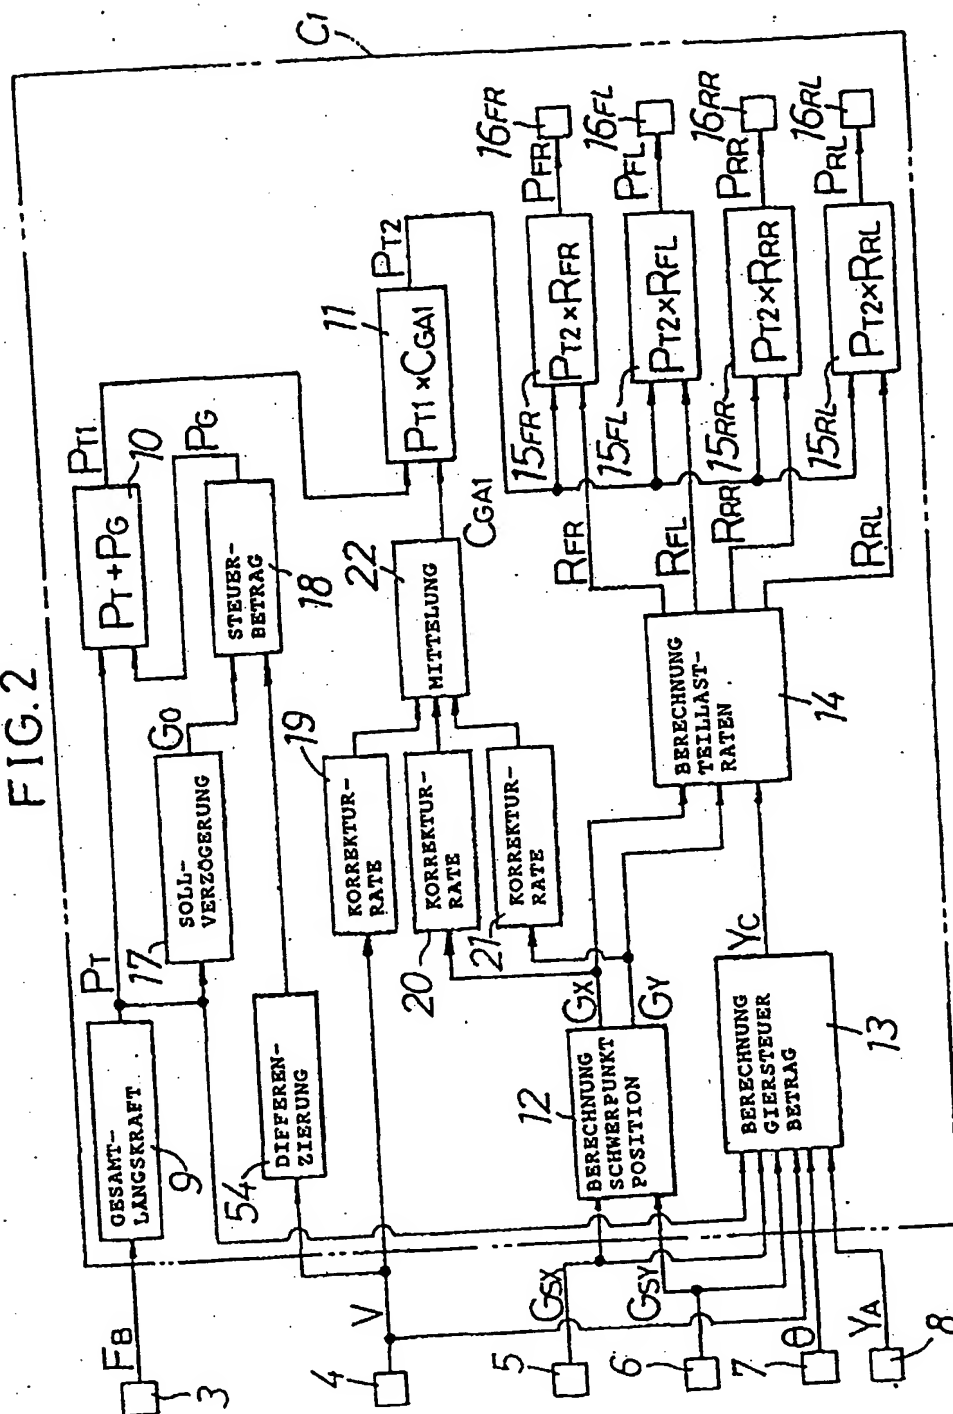 FIG. 2
C1
FB
3
GESAMT-
LÄNGSKRAFT
9
PT
17
SOLL-
VERZÖGERUNG
G0
PT+PG
10
PT1
STEUER-
BETRAG
18
PG
54
DIFFEREN-
ZIERUNG
V
4
KORREKTUR-
RATE
19
KORREKTUR-
RATE
20
KORREKTUR-
RATE
21
MITTELUNG
22
CGA1
PT1×CGA1
11
PT2
5
GSX
6
GSY
BERECHNUNG
SCHWERPUNKT
POSITION
12
GX
GY
7
θ
8
YA
BERECHNUNG
GIERSTEUER
BETRAG
13
YC
BERECHNUNG
TEILLAST-
RATEN
14
RFR
RFL
RRR
RRL
15FR
PT2×RFR
PFR
16FR
15FL
PT2×RFL
PFL
16FL
15RR
PT2×RRR
PRR
16RR
15RL
PT2×RRL
PRL
16RL